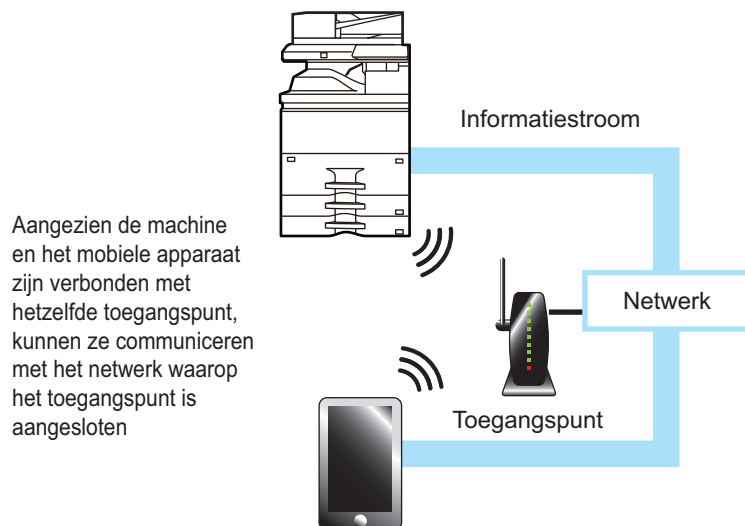 Informatiestroom
Aangezien de machine
en het mobiele apparaat
zijn verbonden met
hetzelfde toegangspunt,
kunnen ze communiceren
met het netwerk waarop
het toegangspunt is
aangesloten
Netwerk
Toegangspunt